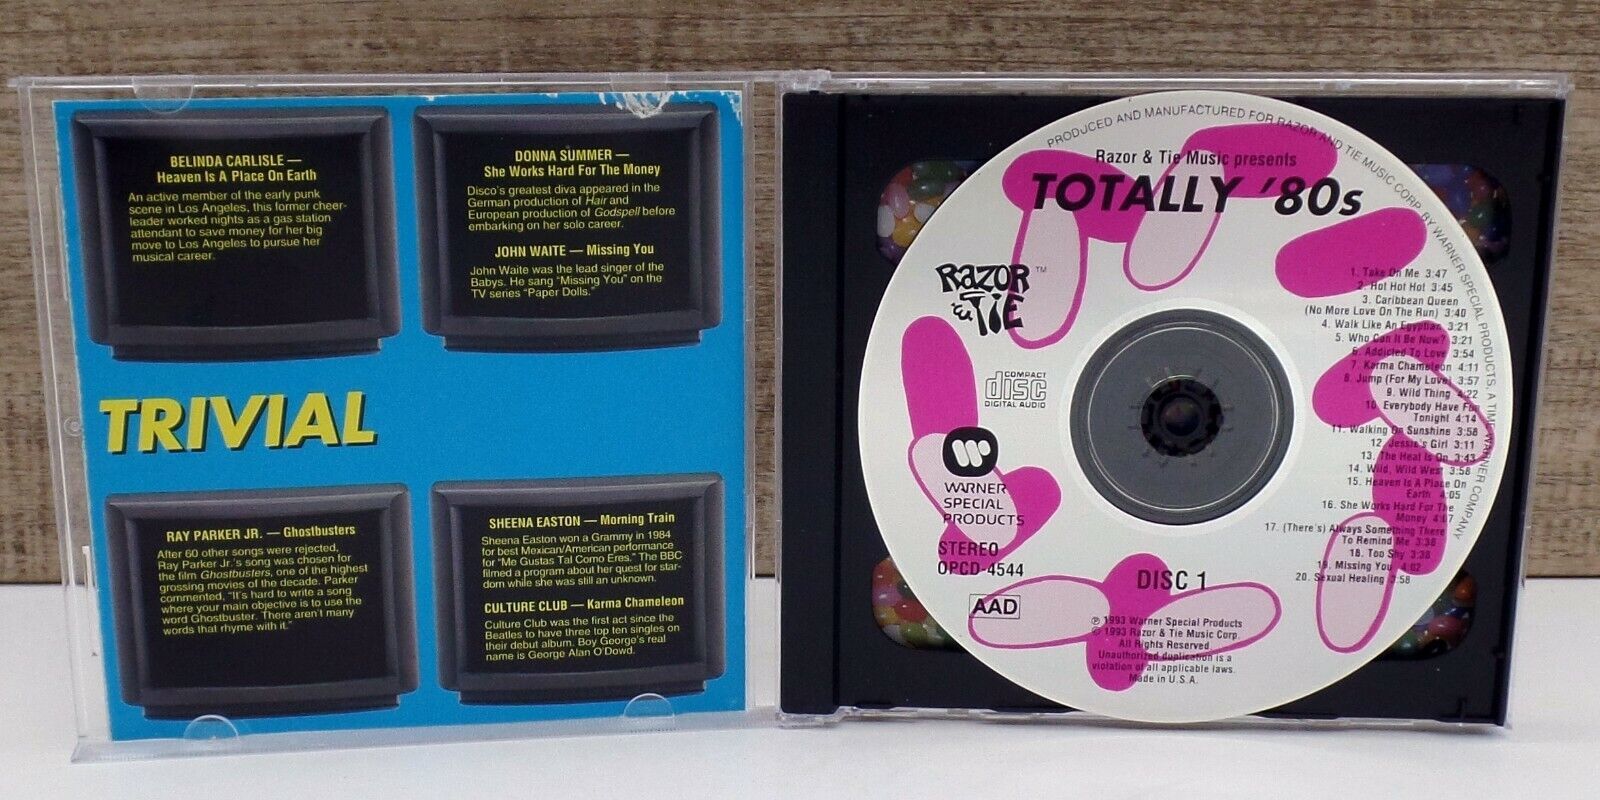 BELINDA CARLISLE —
Heaven Is A Place On Earth
An active member of the early punk
scene in Los Angeles, this former cheer-
leader worked nights as a gas station
attendant to save money for her big
move to Los Angeles to pursue her
musical career.
DONNA SUMMER —
She Works Hard For The Money
Disco's greatest diva appeared in the
German production of Hair and
European production of Godspell before
embarking on her solo career.
JOHN WAITE — Missing You
John Waite was the lead singer of the
Babys. He sang "Missing You" on the
TV series "Paper Dolls."
TRIVIAL
RAY PARKER JR. — Ghostbusters
After 60 other songs were rejected,
Ray Parker Jr.'s song was chosen for
the film Ghostbusters, one of the highest
grossing movies of the decade. Parker
commented, "It's hard to write a song
where your main objective is to use the
word Ghostbuster. There aren't many
words that rhyme with it."
SHEENA EASTON — Morning Train
Sheena Easton won a Grammy in 1984
for best Mexican/American performance
for "Me Gustas Tal Como Eres." The BBC
filmed a program about her quest for star-
dom while she was still an unknown.
CULTURE CLUB — Karma Chameleon
Culture Club was the first act since the
Beatles to have three top ten singles on
their debut album. Boy George's real
name is George Alan O'Dowd.
PRODUCED AND MANUFACTURED FOR RAZOR AND TIE MUSIC CORP. BY WARNER SPECIAL PRODUCTS, A TIME WARNER COMPANY
Razor & Tie Music presents
TOTALLY '80s
RAZOR & TIE ™
COMPACT
disc
DIGITAL AUDIO
WARNER
SPECIAL
PRODUCTS
STEREO
OPCD-4544
AAD
DISC 1
1. Take On Me 3:47
2. Hot Hot Hot 3:45
3. Caribbean Queen
(No More Love On The Run) 3:40
4. Walk Like An Egyptian 3:21
5. Who Can It Be Now? 3:21
6. Addicted To Love 3:54
7. Karma Chameleon 4:11
8. Jump (For My Love) 3:57
9. Wild Thing 4:22
10. Everybody Have Fun
Tonight 4:14
11. Walking On Sunshine 3:58
12. Jessie's Girl 3:11
13. The Heat Is On 3:43
14. Wild, Wild West 3:58
15. Heaven Is A Place On
Earth 4:05
16. She Works Hard For The
Money 4:07
17. (There's) Always Something There
To Remind Me 3:38
18. Too Shy 3:38
19. Missing You 4:02
20. Sexual Healing 3:58
℗ 1993 Warner Special Products
© 1993 Razor & Tie Music Corp.
All Rights Reserved.
Unauthorized duplication is a
violation of all applicable laws.
Made in U.S.A.